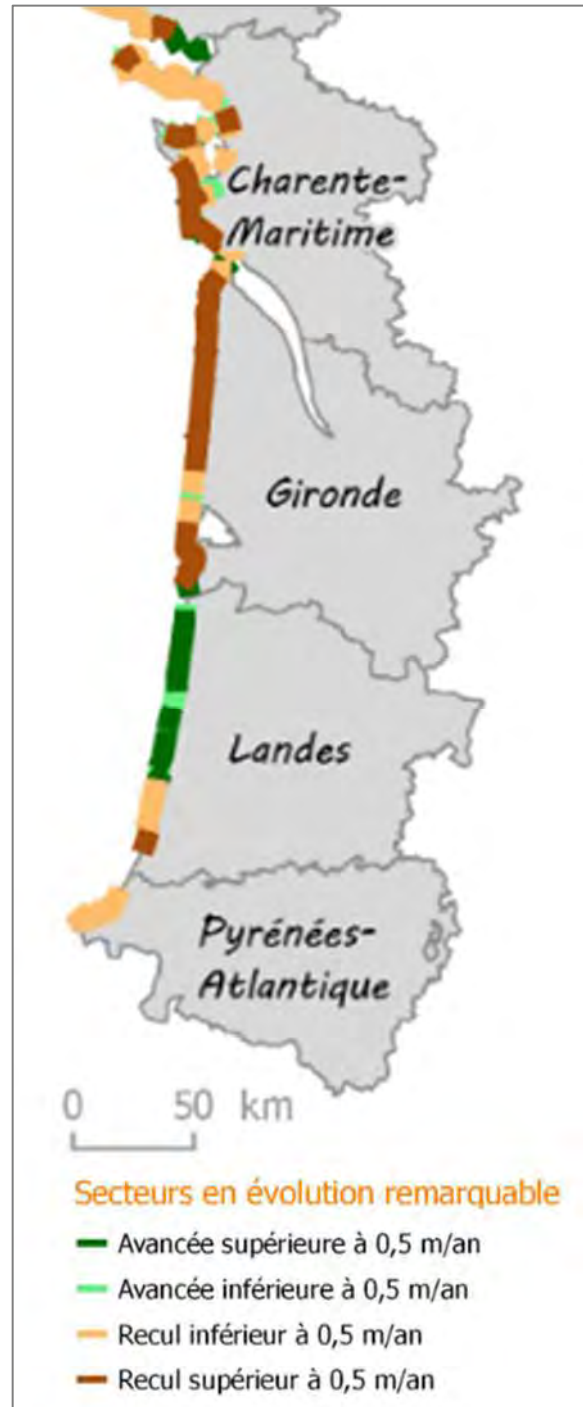 Charente-
Maritime
Gironde
Landes
Pyrénées-
Atlantique
0 50 km
Secteurs en évolution remarquable
Avancée supérieure à 0,5 m/an
Avancée inférieure à 0,5 m/an
Recul inférieur à 0,5 m/an
Recul supérieur à 0,5 m/an